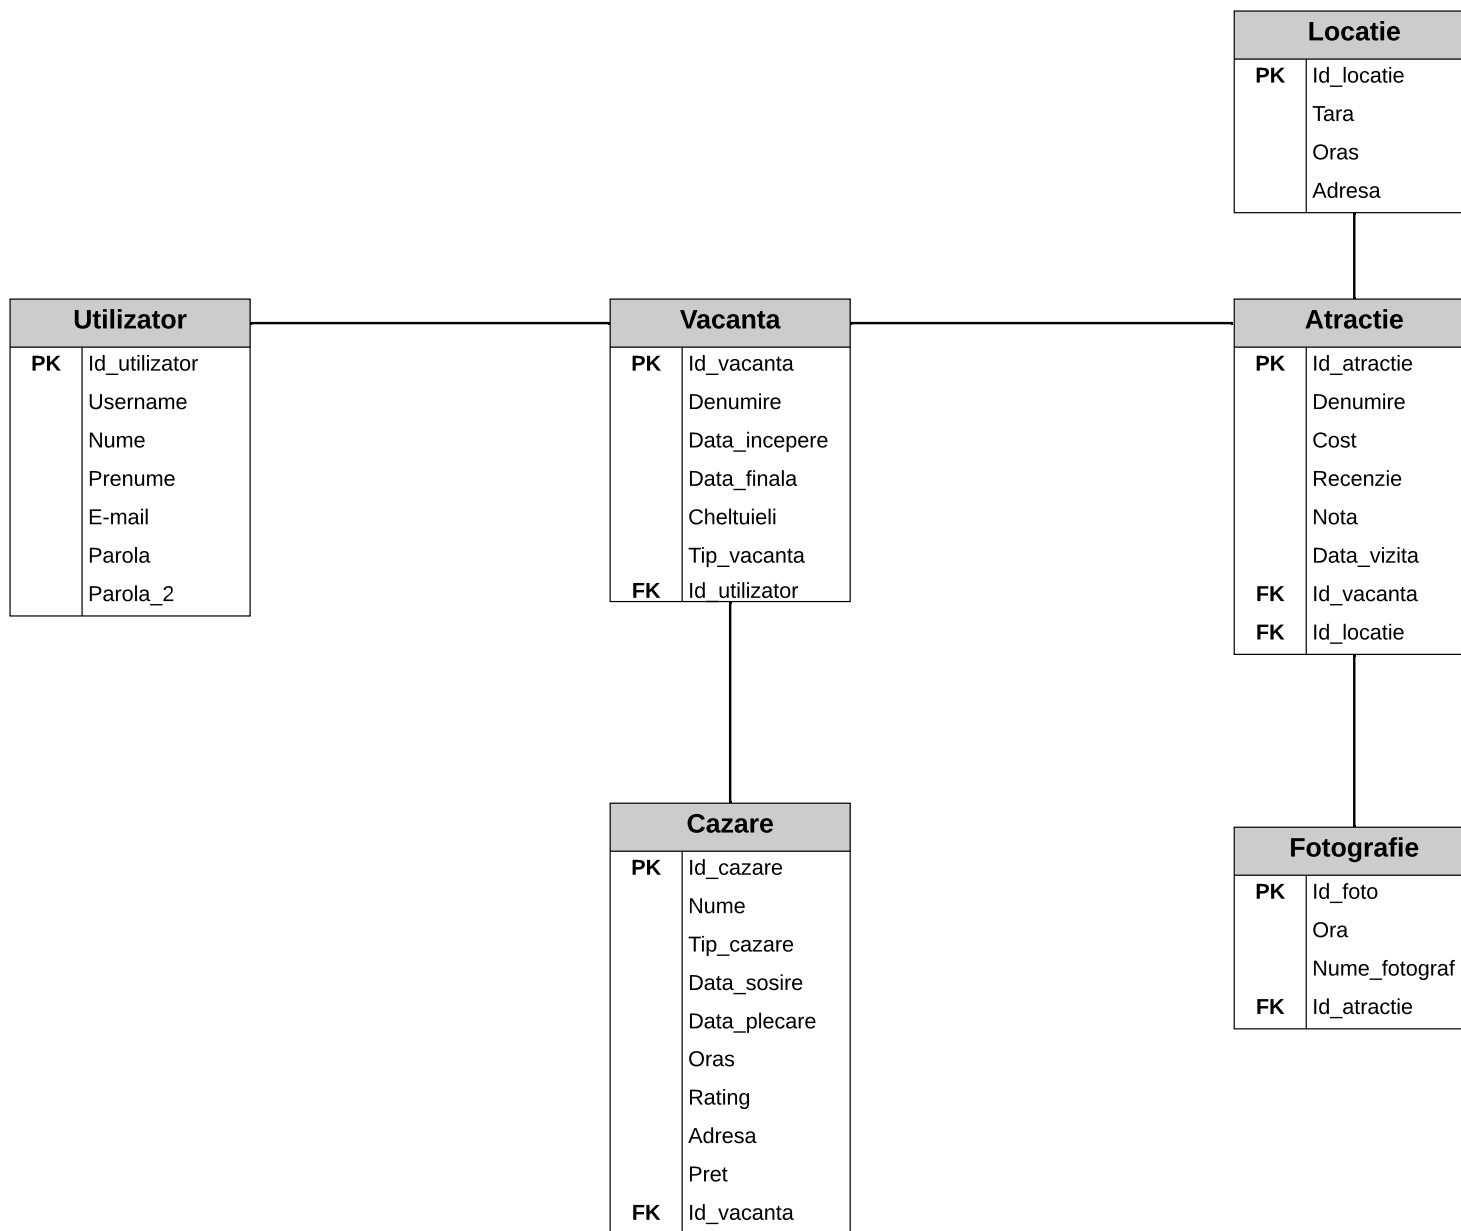 Locatie
PK Id_locatie
Tara
Oras
Adresa
Utilizator
PK Id_utilizator
Username
Nume
Prenume
E-mail
Parola
Parola_2
Vacanta
PK Id_vacanta
Denumire
Data_incepere
Data_finala
Cheltuieli
Tip_vacanta
FK Id_utilizator
Atractie
PK Id_atractie
Denumire
Cost
Recenzie
Nota
Data_vizita
FK Id_vacanta
FK Id_locatie
Cazare
PK Id_cazare
Nume
Tip_cazare
Data_sosire
Data_plecare
Oras
Rating
Adresa
Pret
FK Id_vacanta
Fotografie
PK Id_foto
Ora
Nume_fotograf
FK Id_atractie